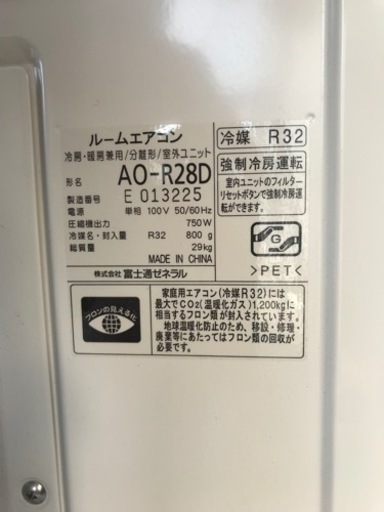 ルームエアコン
冷房・暖房兼用/分離形/室外ユニット
形名 AO-R28D
製造番号 E 013225
電源 単相 100V 50/60Hz
圧縮機出力 750W
冷媒名・封入量 R32 800g
総質量 29kg
MADE IN CHINA
株式会社 富士通ゼネラル
冷媒 R32
強制冷房運転
室内ユニットのフィルター
リセットボタンで強制冷房運
転ができます。
G
>PET<
フロンの見える化
家庭用エアコン(冷媒R32)には
最大でCO2(温暖化ガス)1,200kgに
相当するフロン類が封入されています。
地球温暖化防止のため、移設・修理・
廃棄等にあたってはフロン類の回収が
必要です。